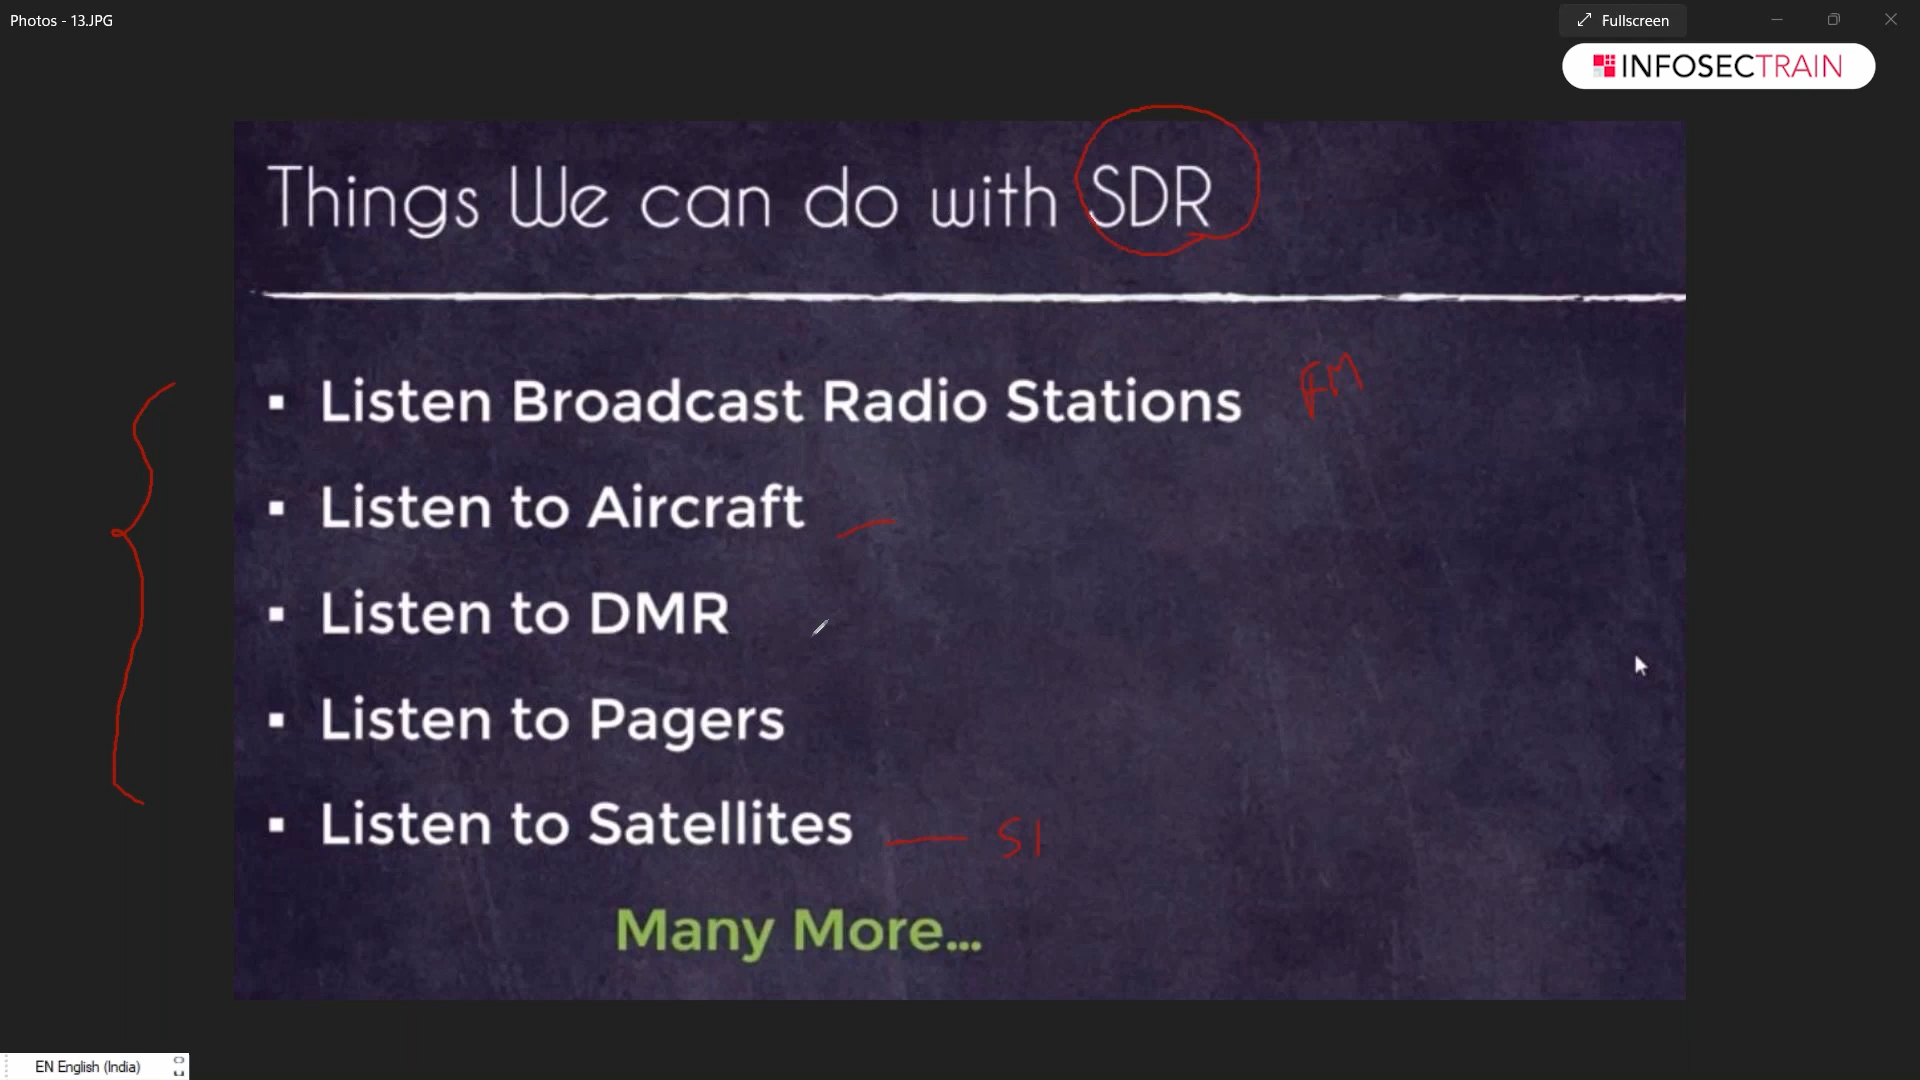 Photos - 13.JPG
Fullscreen
INFOSECTRAIN
Things We can do with SDR
▪ Listen Broadcast Radio Stations FM
▪ Listen to Aircraft
▪ Listen to DMR
▪ Listen to Pagers
▪ Listen to Satellites — S1
Many More...
EN English (India)